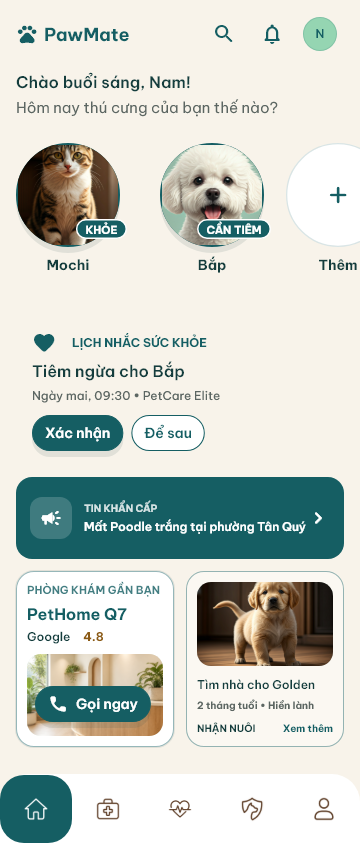 PawMate
N
Chào buổi sáng, Nam!
Hôm nay thú cưng của bạn thế nào?
KHỎE
CẦN TIÊM
Mochi
Bắp
Thêm
LỊCH NHẮC SỨC KHỎE
Tiêm ngừa cho Bắp
Ngày mai, 09:30 • PetCare Elite
Xác nhận
Để sau
TIN KHẨN CẤP
Mất Poodle trắng tại phường Tân Quý
PHÒNG KHÁM GẦN BẠN
PetHome Q7
Google 4.8
Gọi ngay
Tìm nhà cho Golden
2 tháng tuổi • Hiền lành
NHẬN NUÔI
Xem thêm